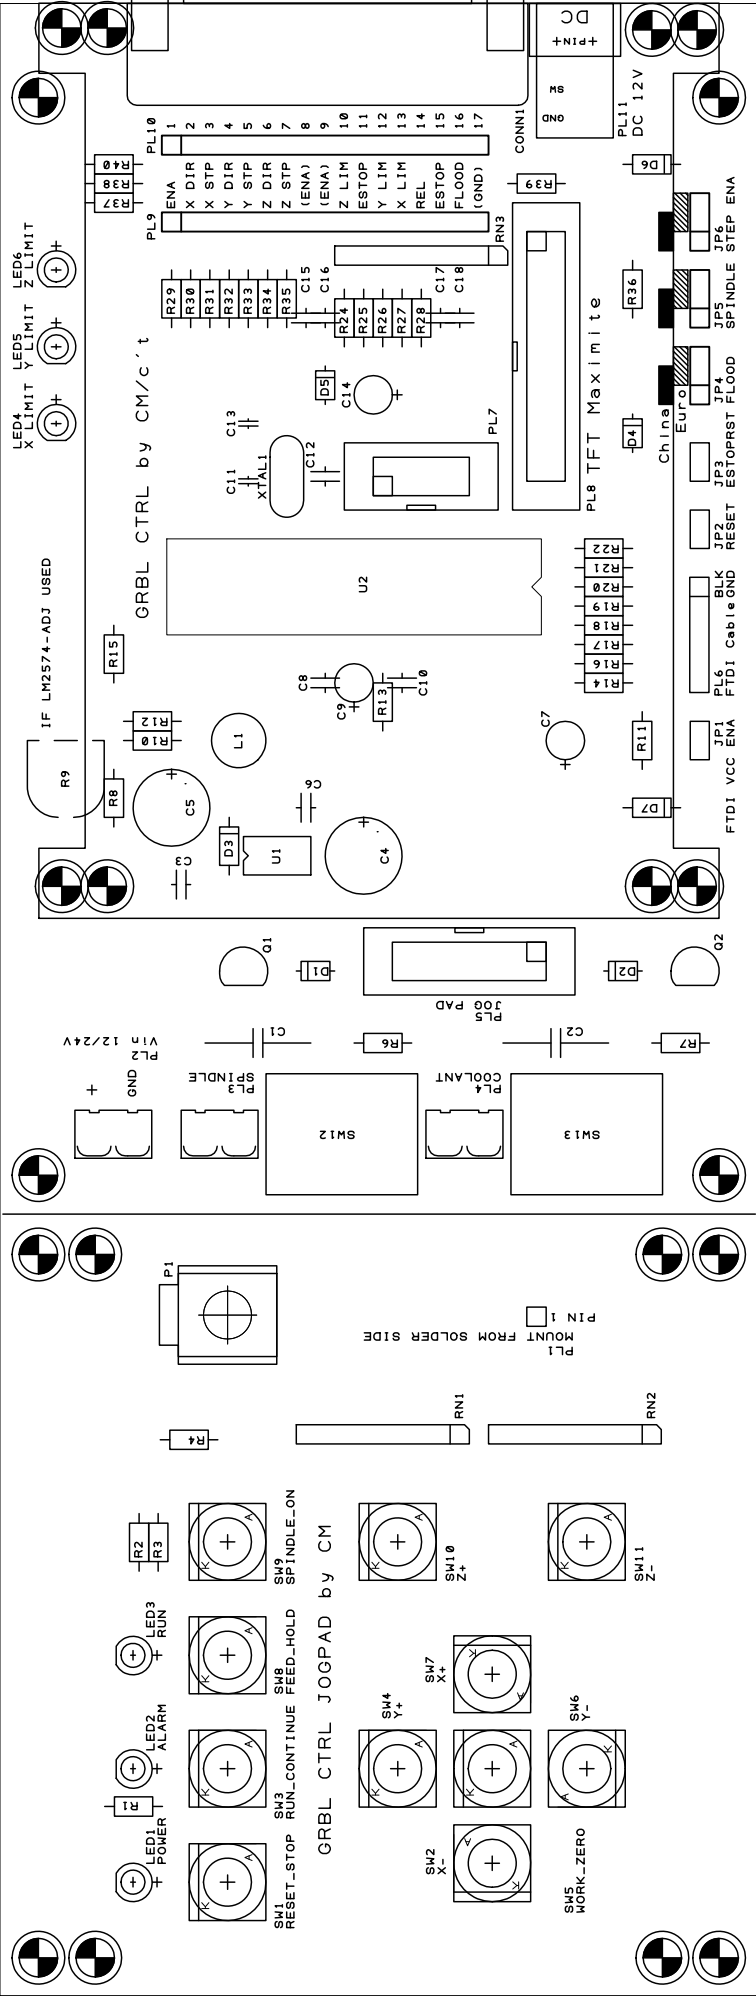 DC
+PIN+
SW
GND
CONN1
PL11
DC 12V
PL10
1
2
3
4
5
6
7
8
9
10
11
12
13
14
15
16
17
ENA
X DIR
X STP
Y DIR
Y STP
Z DIR
Z STP
(ENA)
(ENA)
Z LIM
ESTOP
Y LIM
X LIM
REL
ESTOP
FLOOD
(GND)
PL9
R40
R38
R37
R39
D6
RN3
JP6
STEP ENA
LED6
Z LIMIT
R29
R30
R31
R32
R33
R34
R35
C15
C16
R24
R25
R26
R27
R28
C17
C18
R36
JP5
SPINDLE
LED5
Y LIMIT
D5
C14
TFT Maximite
JP4
FLOOD
China
Euro
LED4
X LIMIT
C13
C11
XTAL1
C12
PL7
PL8
D4
JP3
ESTOPRST
GRBL CTRL by CM/c't
JP2
RESET
U2
R22
R21
R20
R19
R18
R17
R16
R14
BLK
GND
FTDI Cable
PL6
IF LM2574-ADJ USED
R15
C8
C9
R13
C10
R12
R10
L1
C7
R11
JP1
FTDI VCC ENA
R9
R8
C5
C6
D7
D3
U1
C4
C3
Q1
D1
D2
Q2
JOG PAD
PL5
Vin 12/24V
PL2
C1
R6
C2
R7
+
GND
SPINDLE
PL3
COOLANT
PL4
SW12
SW13
P1
PIN 1
MOUNT FROM SOLDER SIDE
PL1
RN1
RN2
R4
R2
R3
SW9
SPINDLE_ON
SW10
Z+
SW11
Z-
LED3
RUN
SW8
FEED_HOLD
SW7
X+
GRBL CTRL JOGPAD by CM
LED2
ALARM
SW3
RUN_CONTINUE
SW4
Y+
SW6
Y-
R1
LED1
POWER
SW1
RESET_STOP
SW2
X-
SW5
WORK_ZERO